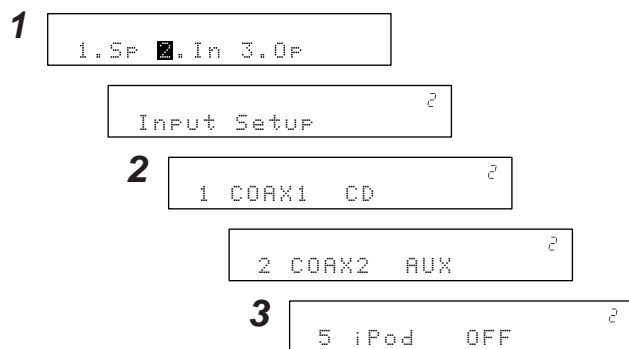 1
1.Sp 2.In 3.Op
2
Input Setup
2
2
1 COAX1 CD
2
2 COAX2 AUX
3
2
5 iPod OFF